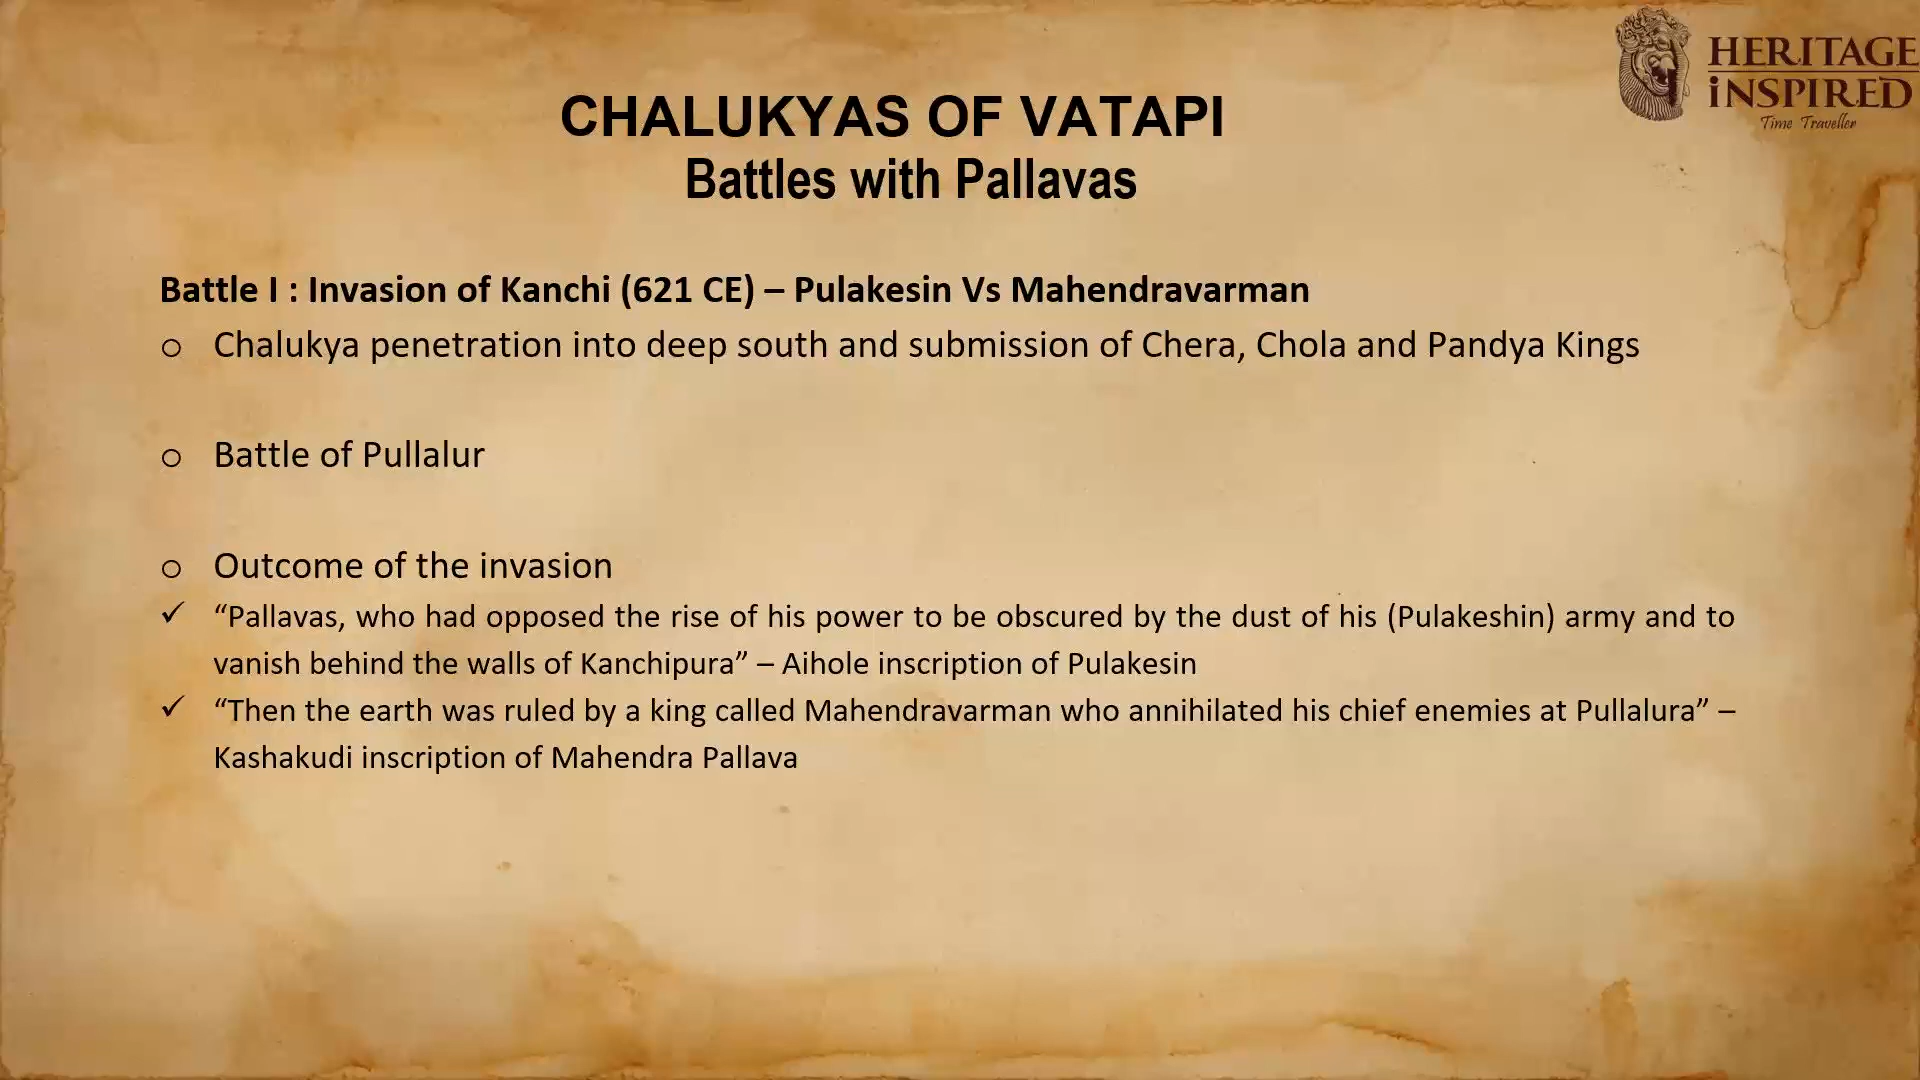 HERITAGE
iNSPIRED
Time Traveller
CHALUKYAS OF VATAPI
Battles with Pallavas
Battle I : Invasion of Kanchi (621 CE) – Pulakesin Vs Mahendravarman
o Chalukya penetration into deep south and submission of Chera, Chola and Pandya Kings
o Battle of Pullalur
o Outcome of the invasion
✓ “Pallavas, who had opposed the rise of his power to be obscured by the dust of his (Pulakeshin) army and to
vanish behind the walls of Kanchipura” – Aihole inscription of Pulakesin
✓ “Then the earth was ruled by a king called Mahendravarman who annihilated his chief enemies at Pullalura” –
Kashakudi inscription of Mahendra Pallava